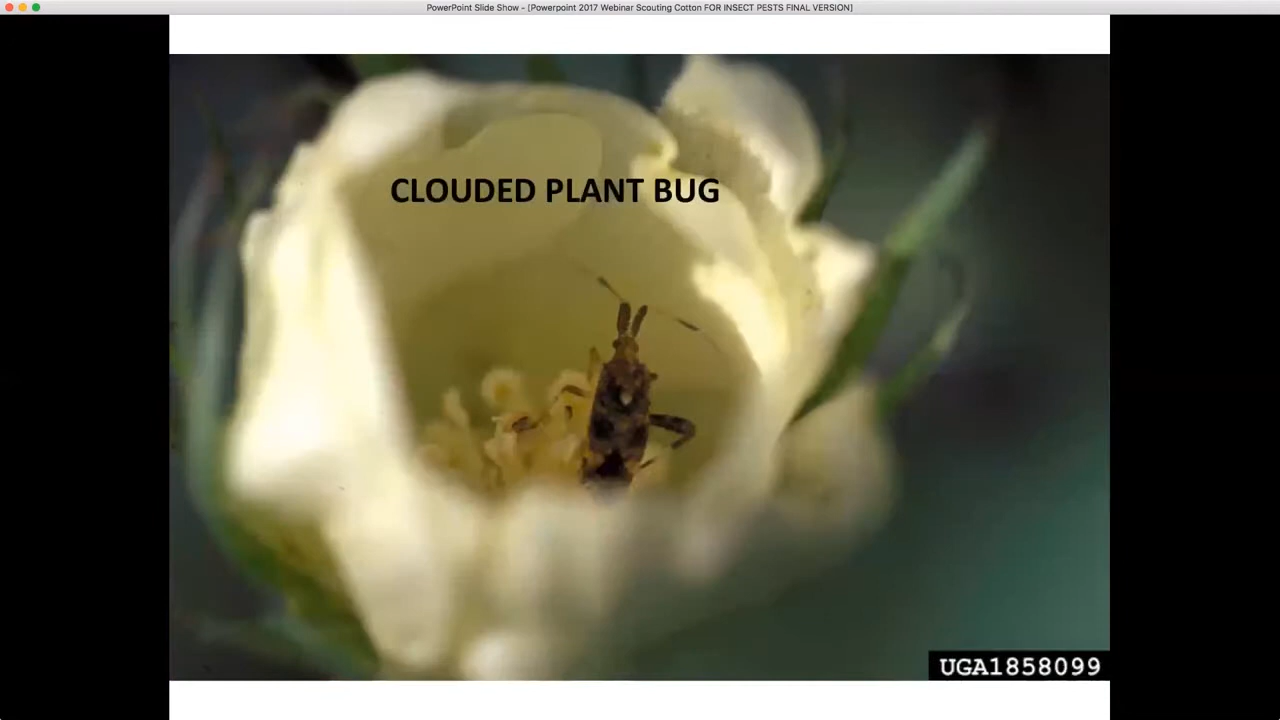 PowerPoint Slide Show - [Powerpoint 2017 Webinar Scouting Cotton FOR INSECT PESTS FINAL VERSION]
CLOUDED PLANT BUG
UGA1858099